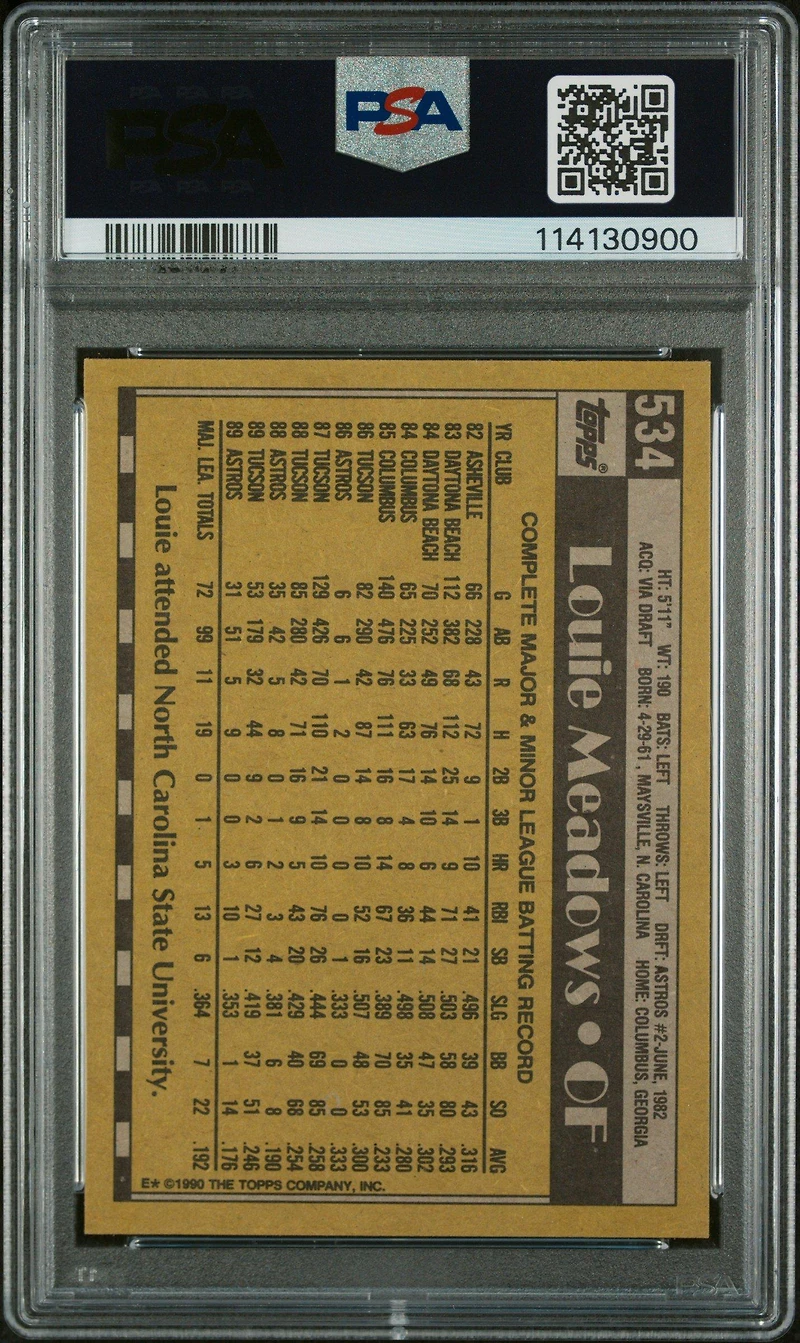 PSA PSA PSA
PSA
PSA PSA PSA
PSA
114130900
534
HT: 5'11" WT: 190 BATS: LEFT THROWS: LEFT DRFT: ASTROS #2-JUNE, 1982
ACQ: VIA DRAFT BORN: 4-29-61, MAYSVILLE, N. CAROLINA HOME: COLUMBUS, GEORGIA
topps®
Louie Meadows • OF
COMPLETE MAJOR & MINOR LEAGUE BATTING RECORD
YR CLUB G AB R H 2B 3B HR RBI SB SLG BB SO AVG
82 ASHEVILLE 66 228 43 72 9 1 10 41 21 .496 39 43 .316
83 DAYTONA BEACH 112 382 68 112 25 14 9 71 27 .503 58 80 .293
84 DAYTONA BEACH 70 252 49 76 14 10 6 44 14 .508 47 35 .302
84 COLUMBUS 65 225 33 63 17 4 8 36 11 .498 35 41 .280
85 COLUMBUS 140 476 76 111 16 8 14 67 23 .389 70 85 .233
86 TUCSON 82 290 42 87 14 8 10 52 16 .507 48 53 .300
86 ASTROS 6 6 1 2 0 0 0 0 1 .333 0 0 .333
87 TUCSON 129 426 70 110 21 14 10 76 26 .444 69 85 .258
88 TUCSON 85 280 42 71 16 9 5 43 20 .429 40 68 .254
88 ASTROS 35 42 5 8 0 1 2 3 4 .381 6 8 .190
89 TUCSON 53 179 32 44 9 2 6 27 12 .419 37 51 .246
89 ASTROS 31 51 5 9 0 0 3 10 1 .353 1 14 .176
MAJ. LEA. TOTALS 72 99 11 19 0 1 5 13 6 .364 7 22 .192
Louie attended North Carolina State University.
E* ©1990 THE TOPPS COMPANY, INC.
PSA